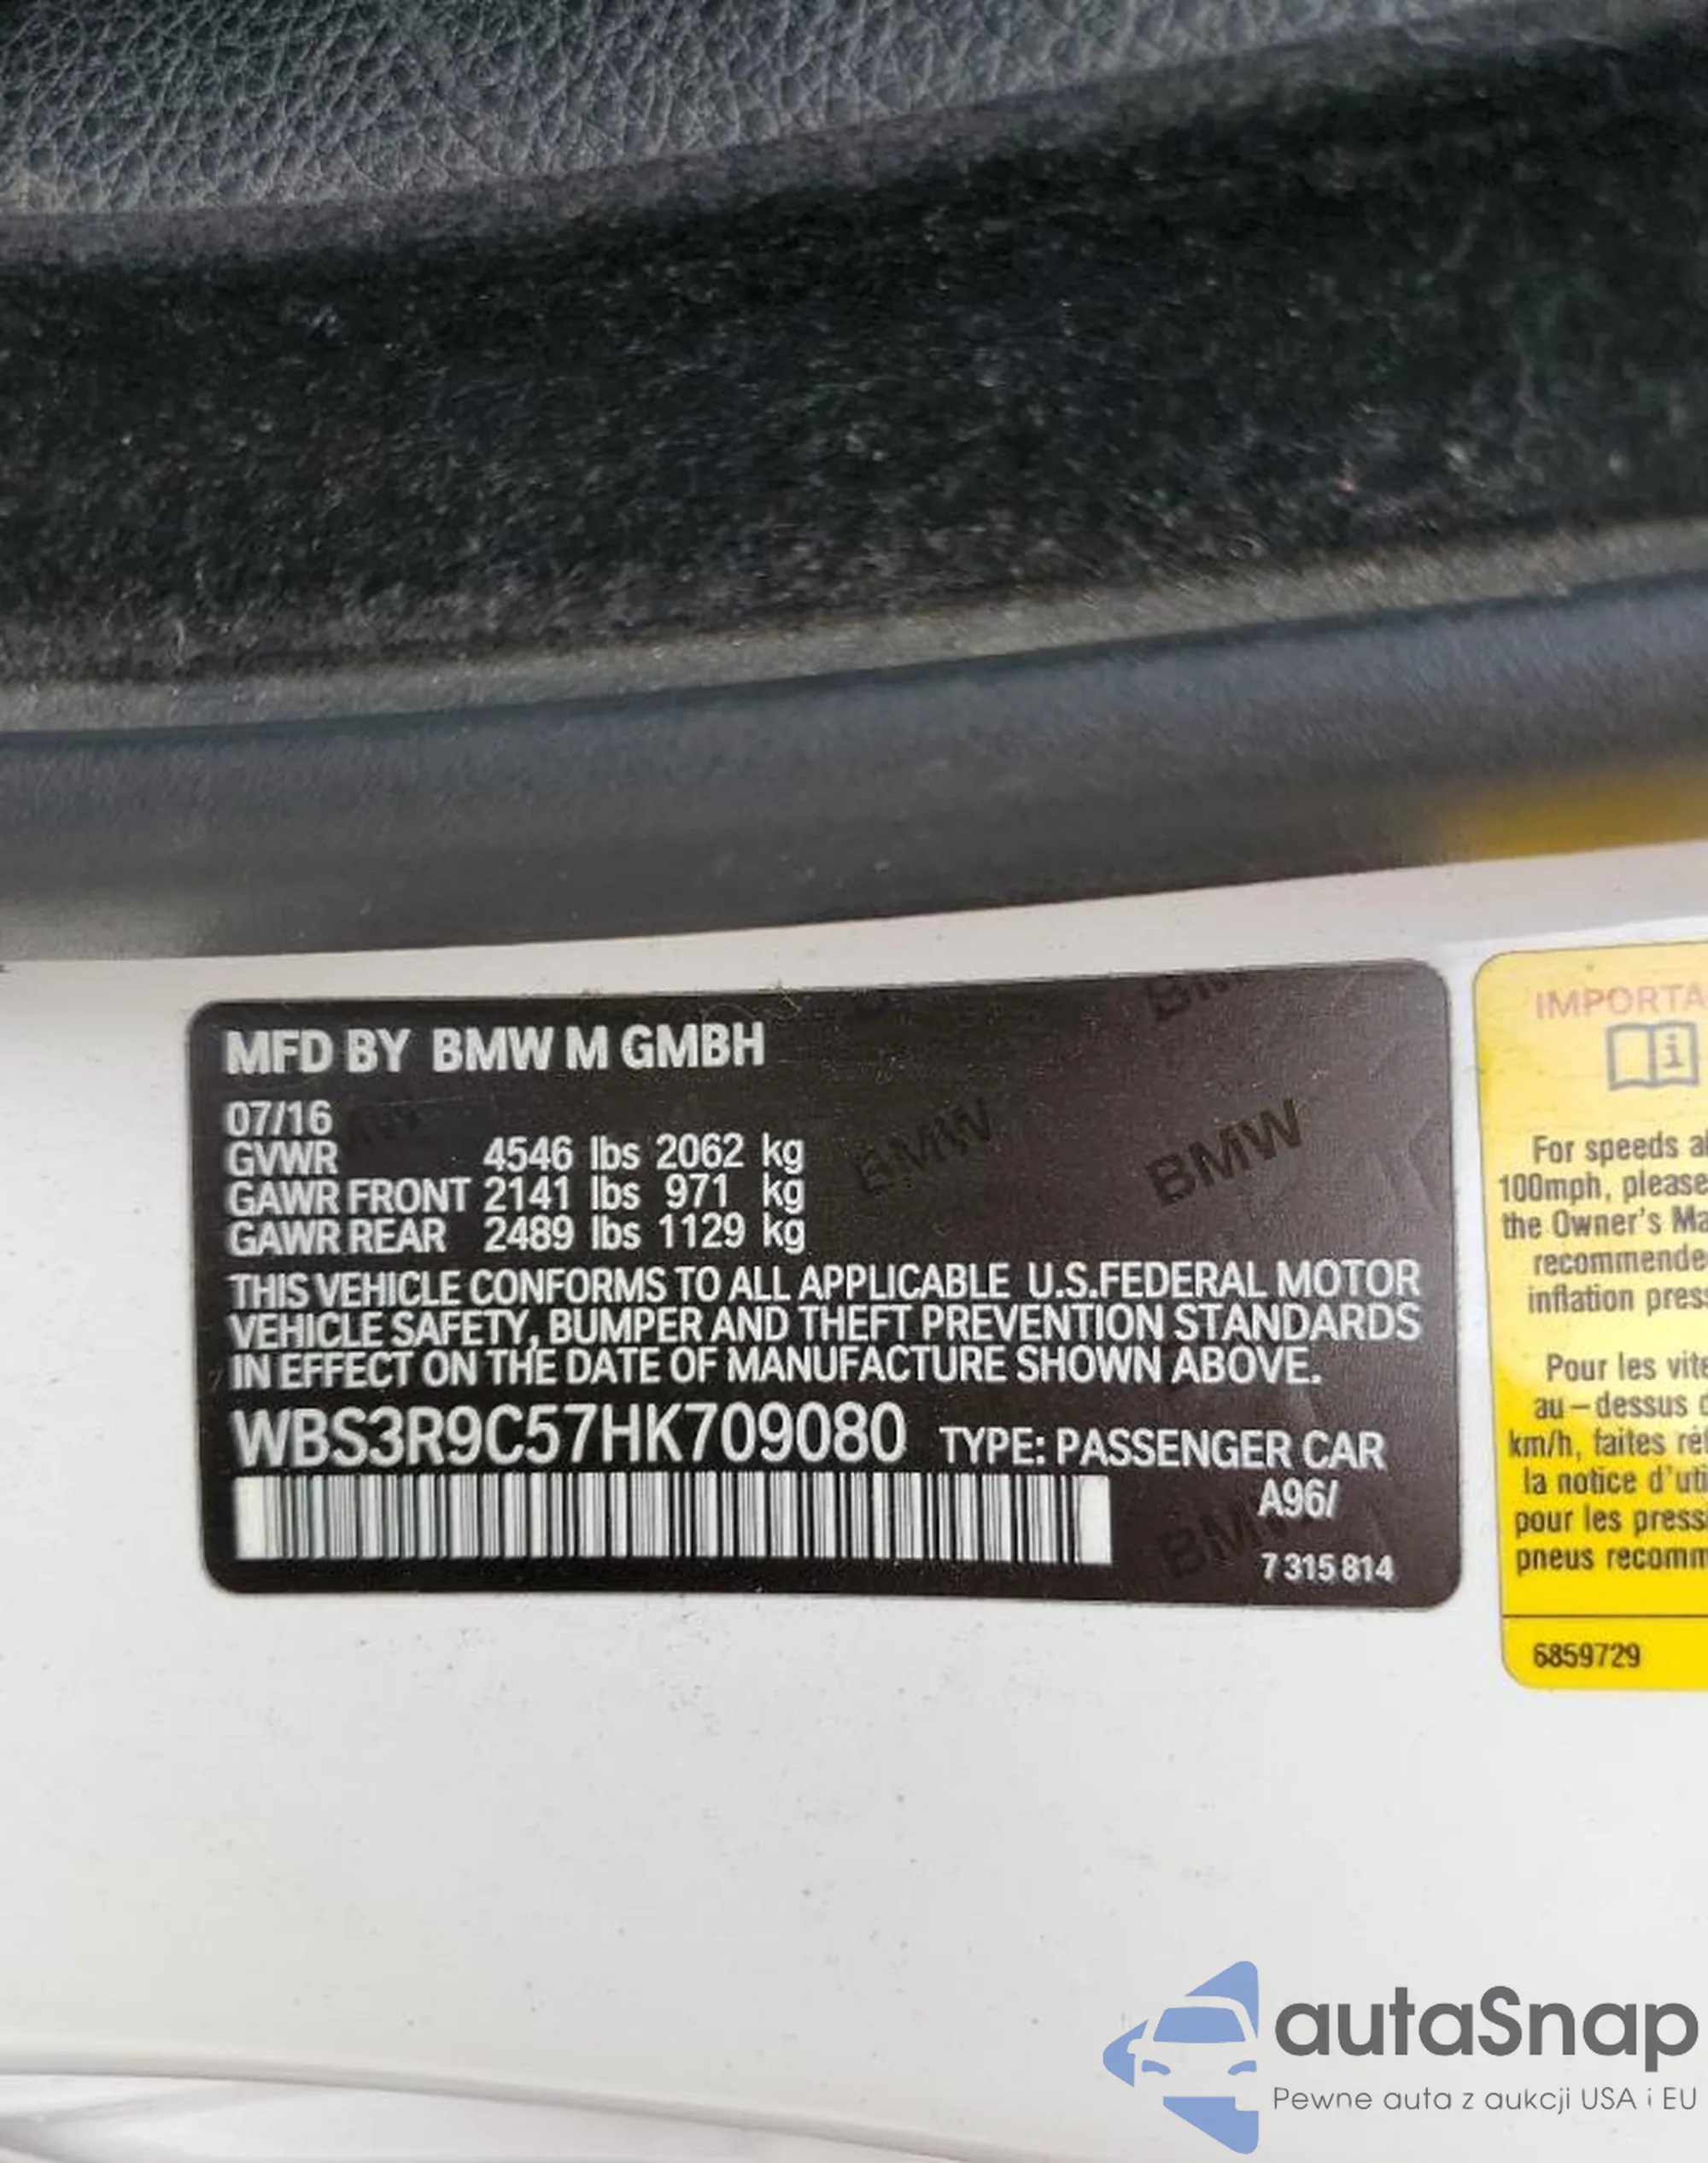 MFD BY BMW M GMBH
07/16
GVWR 4546 lbs 2062 kg
GAWR FRONT 2141 lbs 971 kg
GAWR REAR 2489 lbs 1129 kg
THIS VEHICLE CONFORMS TO ALL APPLICABLE U.S.FEDERAL MOTOR
VEHICLE SAFETY, BUMPER AND THEFT PREVENTION STANDARDS
IN EFFECT ON THE DATE OF MANUFACTURE SHOWN ABOVE.
WBS3R9C57HK709080 TYPE: PASSENGER CAR
A96/
7 315 814
BMW
BMW
IMPORTA
For speeds a
100mph, please
the Owner's Ma
recommende
inflation press
Pour les vite
au-dessus
km/h, faites ré
la notice d'uti
pour les press
pneus recomm
6859729
autaSnap
Pewne auta z aukcji USA i EU